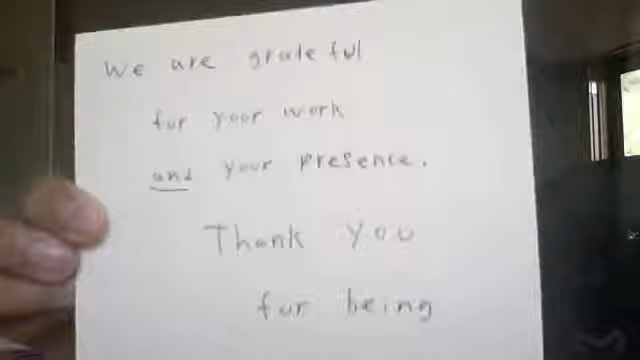 We are grateful
for your work
and your presence.
Thank you
for being